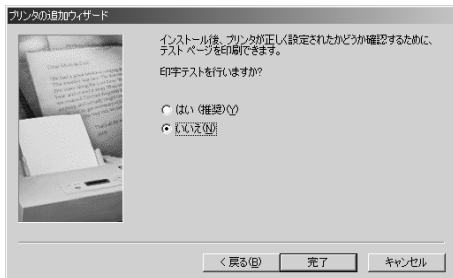 プリンタの追加ウィザード
インストール後、プリンタが正しく設定されたかどうか確認するために、
テスト ページを印刷できます。
印字テストを行いますか?
はい (推奨)(Y)
いいえ(N)
< 戻る(B)
完了
キャンセル